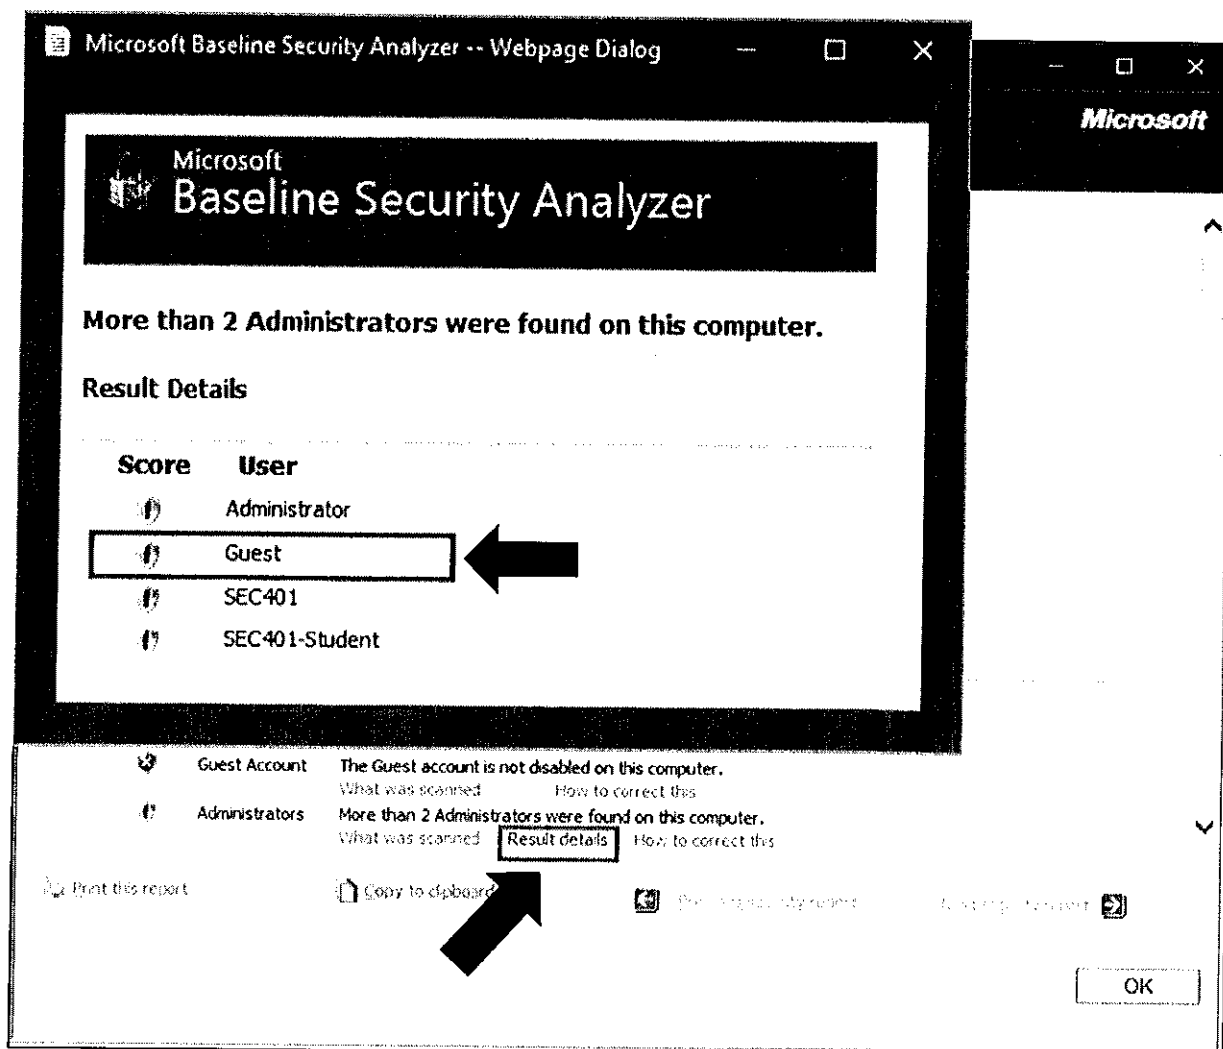 Microsoft Baseline Security Analyzer -- Webpage Dialog
Microsoft
Microsoft
Baseline Security Analyzer
More than 2 Administrators were found on this computer.
Result Details
Score User
Administrator
Guest
SEC401
SEC401-Student
Guest Account The Guest account is not disabled on this computer.
What was scanned How to correct this
Administrators More than 2 Administrators were found on this computer.
What was scanned Result details How to correct this
Print this report Copy to clipboard
OK